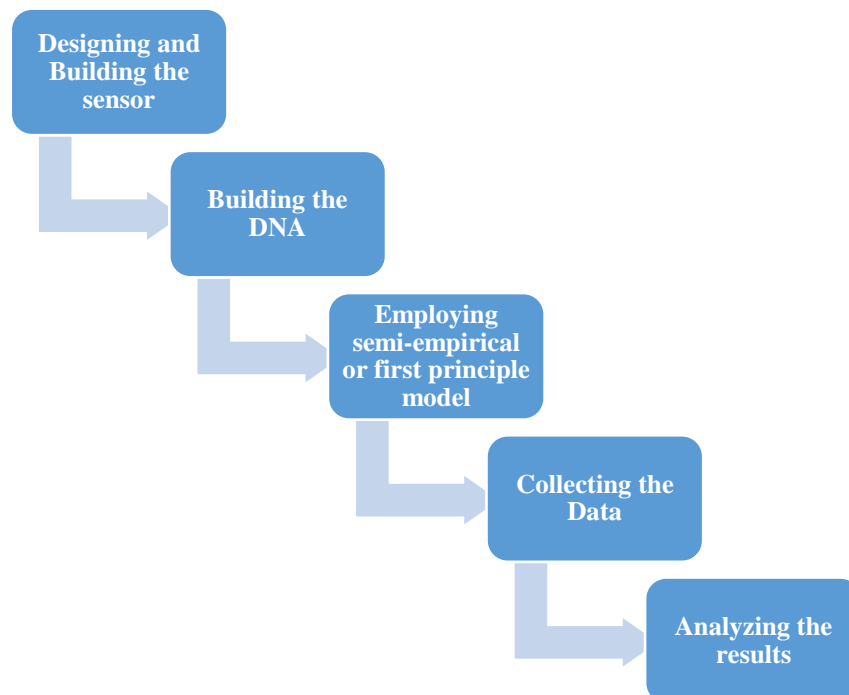 Designing and
Building the
sensor
Building the
DNA
Employing
semi-empirical
or first principle
model
Collecting the
Data
Analyzing the
results